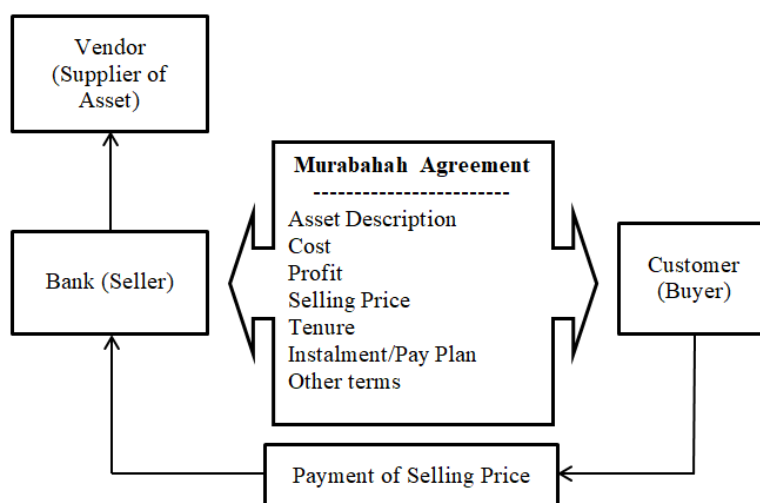 Vendor
(Supplier of
Asset)
Murabahah Agreement
------------------------
Asset Description
Cost
Profit
Selling Price
Tenure
Instalment/Pay Plan
Other terms
Bank (Seller)
Customer
(Buyer)
Payment of Selling Price